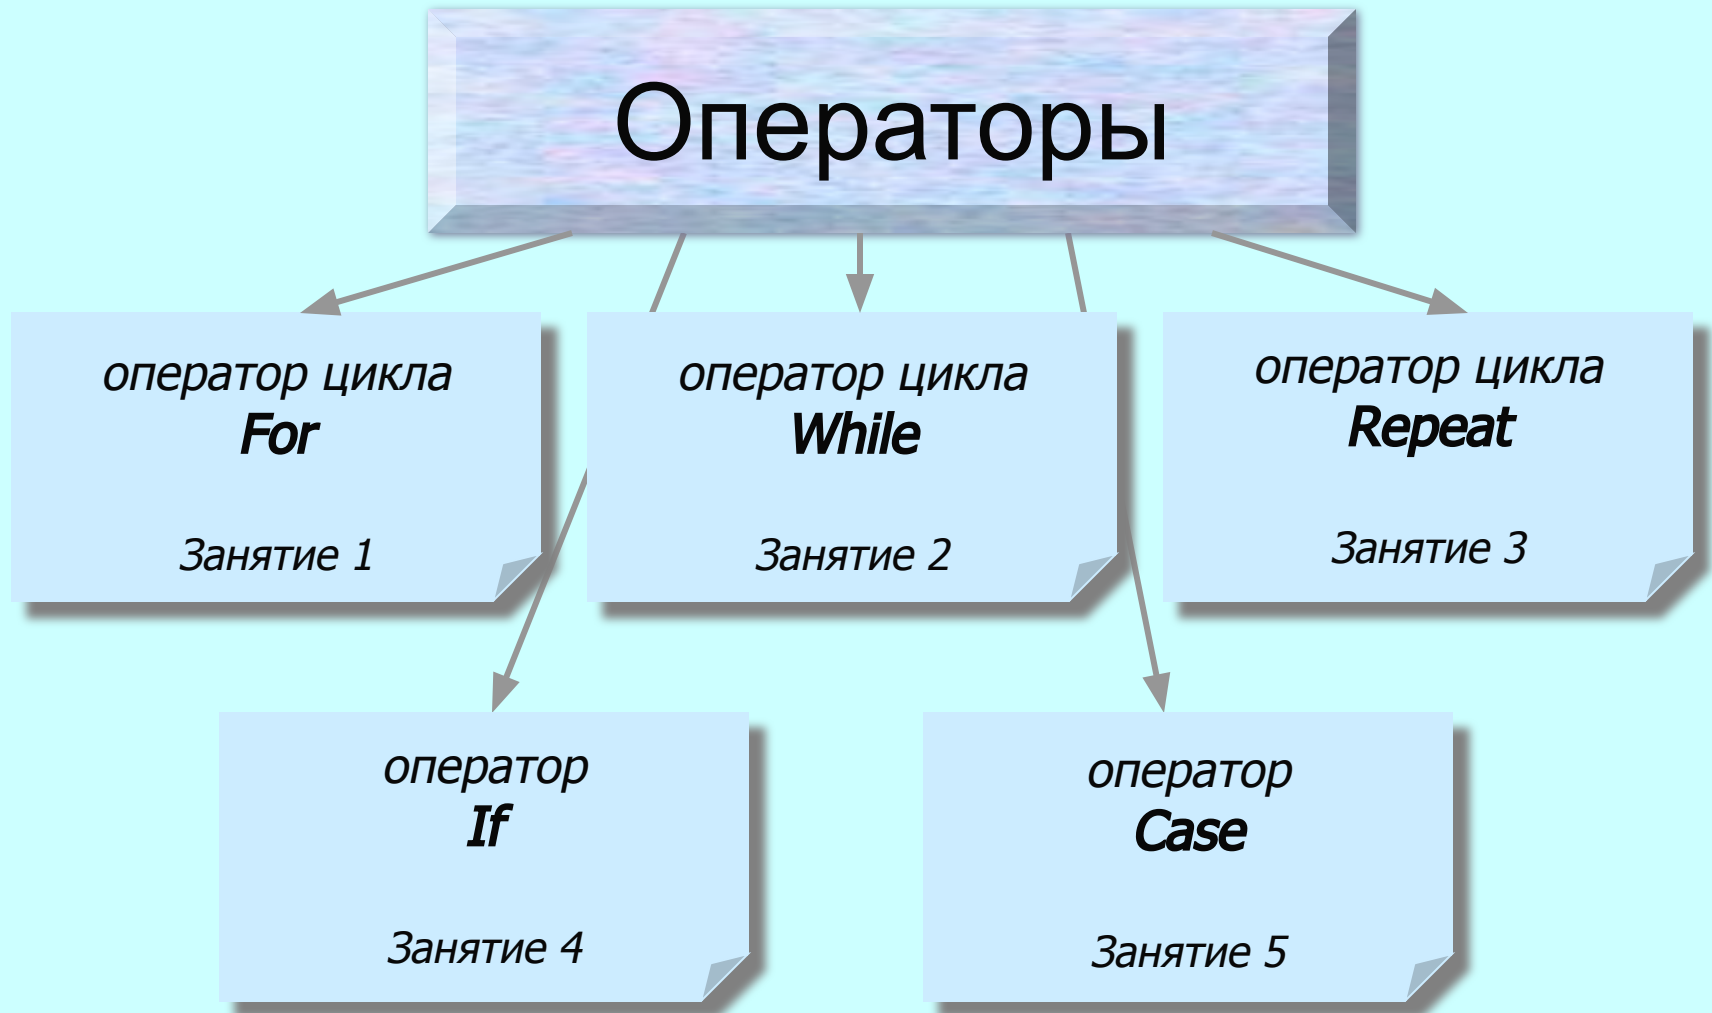 Операторы
оператор цикла
For
Занятие 1
оператор цикла
While
Занятие 2
оператор цикла
Repeat
Занятие 3
оператор
If
Занятие 4
оператор
Case
Занятие 5